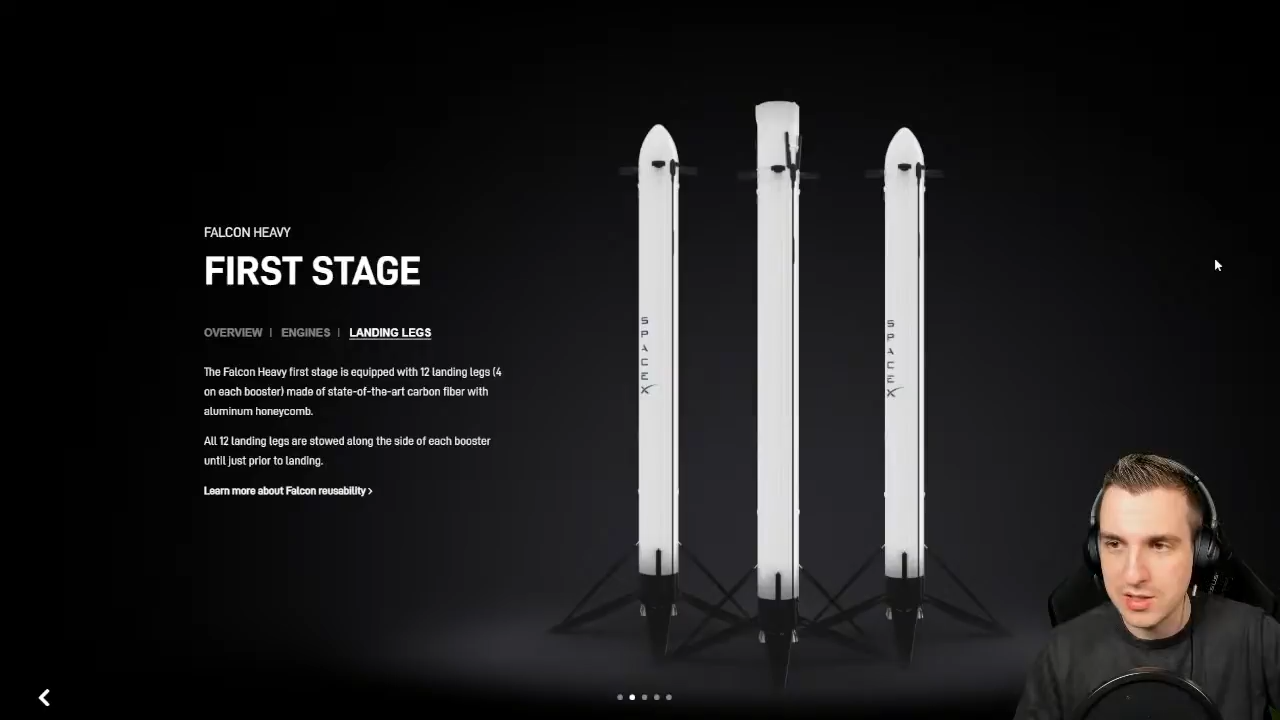 FALCON HEAVY
FIRST STAGE
OVERVIEW | ENGINES | LANDING LEGS
The Falcon Heavy first stage is equipped with 12 landing legs (4
on each booster) made of state-of-the-art carbon fiber with
aluminum honeycomb.
All 12 landing legs are stowed along the side of each booster
until just prior to landing.
Learn more about Falcon reusability >
SPACEX
SPACEX